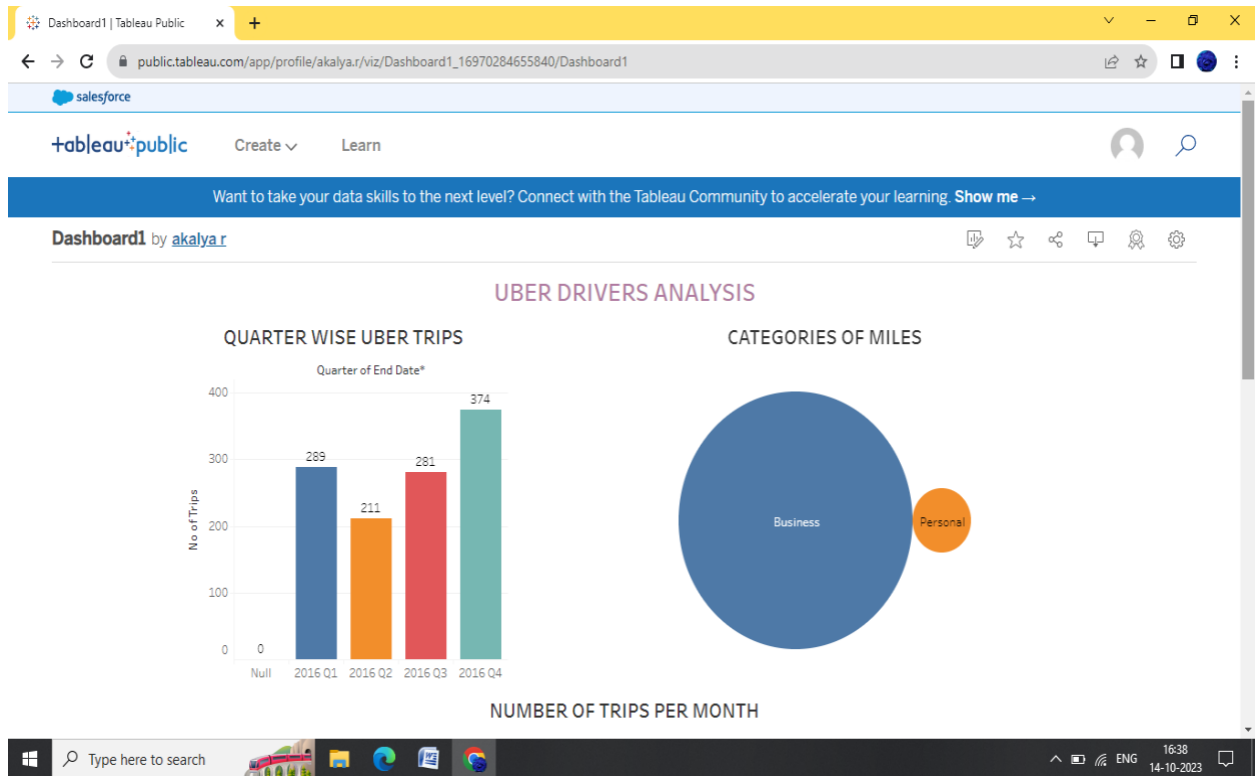 Dashboard1 | Tableau Public
public.tableau.com/app/profile/akalya.r/viz/Dashboard1_16970284655840/Dashboard1
salesforce
+ableau public
Create
Learn
Want to take your data skills to the next level? Connect with the Tableau Community to accelerate your learning. Show me →
Dashboard1 by akalya r
UBER DRIVERS ANALYSIS
QUARTER WISE UBER TRIPS
Quarter of End Date*
No of Trips
400
300
200
100
0
0
289
211
281
374
Null
2016 Q1
2016 Q2
2016 Q3
2016 Q4
CATEGORIES OF MILES
Business
Personal
NUMBER OF TRIPS PER MONTH
Type here to search
ENG
16:38
14-10-2023